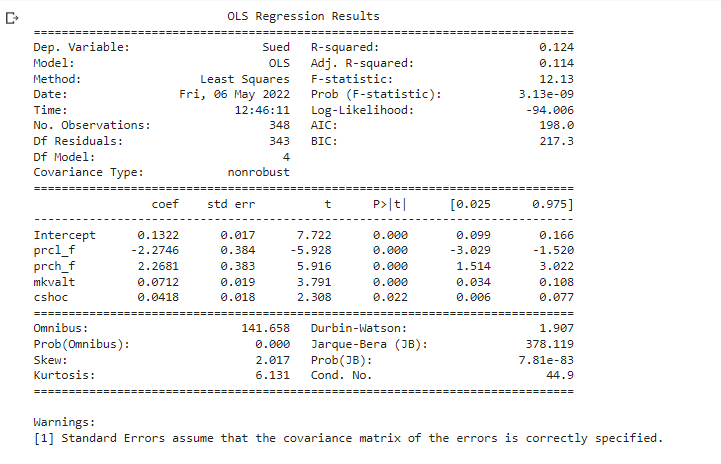 OLS Regression Results
==============================================================================
Dep. Variable: Sued R-squared: 0.124
Model: OLS Adj. R-squared: 0.114
Method: Least Squares F-statistic: 12.13
Date: Fri, 06 May 2022 Prob (F-statistic): 3.13e-09
Time: 12:46:11 Log-Likelihood: -94.006
No. Observations: 348 AIC: 198.0
Df Residuals: 343 BIC: 217.3
Df Model: 4
Covariance Type: nonrobust
==============================================================================
coef std err t P>|t| [0.025 0.975]
------------------------------------------------------------------------------
Intercept 0.1322 0.017 7.722 0.000 0.099 0.166
prcl_f -2.2746 0.384 -5.928 0.000 -3.029 -1.520
prch_f 2.2681 0.383 5.916 0.000 1.514 3.022
mkvalt 0.0712 0.019 3.791 0.000 0.034 0.108
cshoc 0.0418 0.018 2.308 0.022 0.006 0.077
==============================================================================
Omnibus: 141.658 Durbin-Watson: 1.907
Prob(Omnibus): 0.000 Jarque-Bera (JB): 378.119
Skew: 2.017 Prob(JB): 7.81e-83
Kurtosis: 6.131 Cond. No. 44.9
==============================================================================
Warnings:
[1] Standard Errors assume that the covariance matrix of the errors is correctly specified.